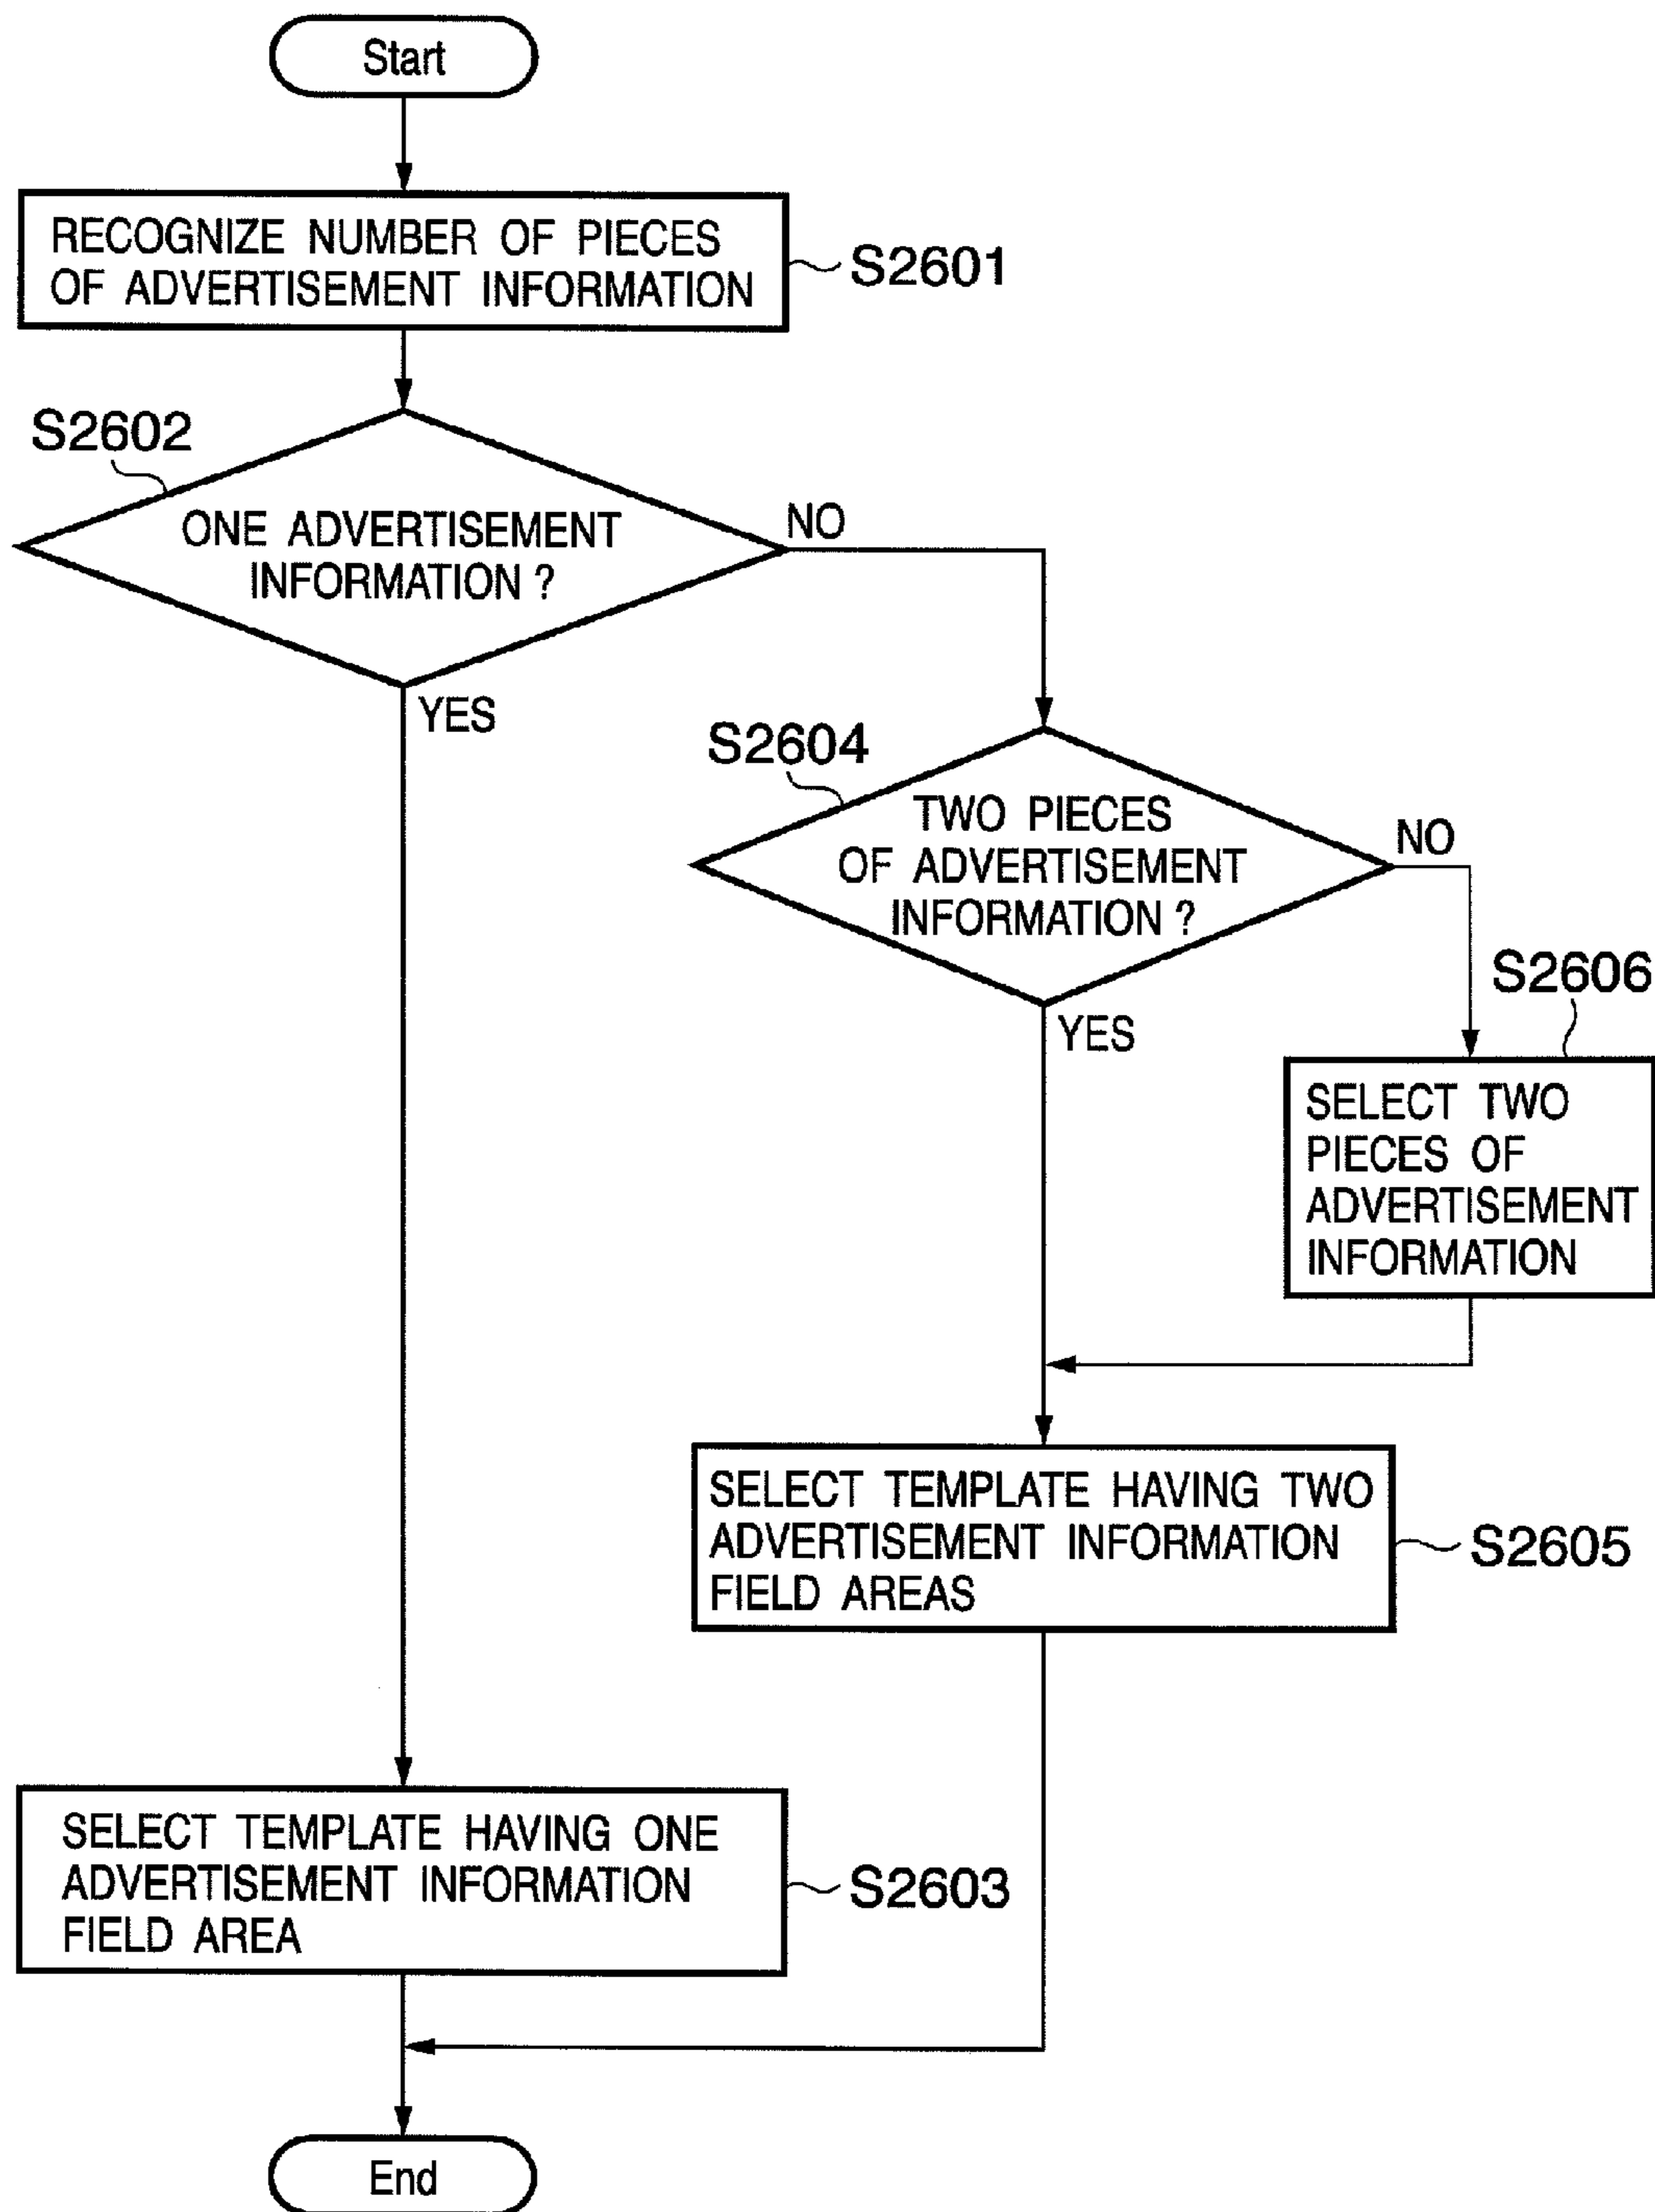 Start
RECOGNIZE NUMBER OF PIECES
OF ADVERTISEMENT INFORMATION
S2601
S2602
ONE ADVERTISEMENT
INFORMATION ?
NO
YES
S2604
TWO PIECES
OF ADVERTISEMENT
INFORMATION ?
NO
YES
S2606
SELECT TWO
PIECES OF
ADVERTISEMENT
INFORMATION
SELECT TEMPLATE HAVING TWO
ADVERTISEMENT INFORMATION
FIELD AREAS
S2605
SELECT TEMPLATE HAVING ONE
ADVERTISEMENT INFORMATION
FIELD AREA
S2603
End